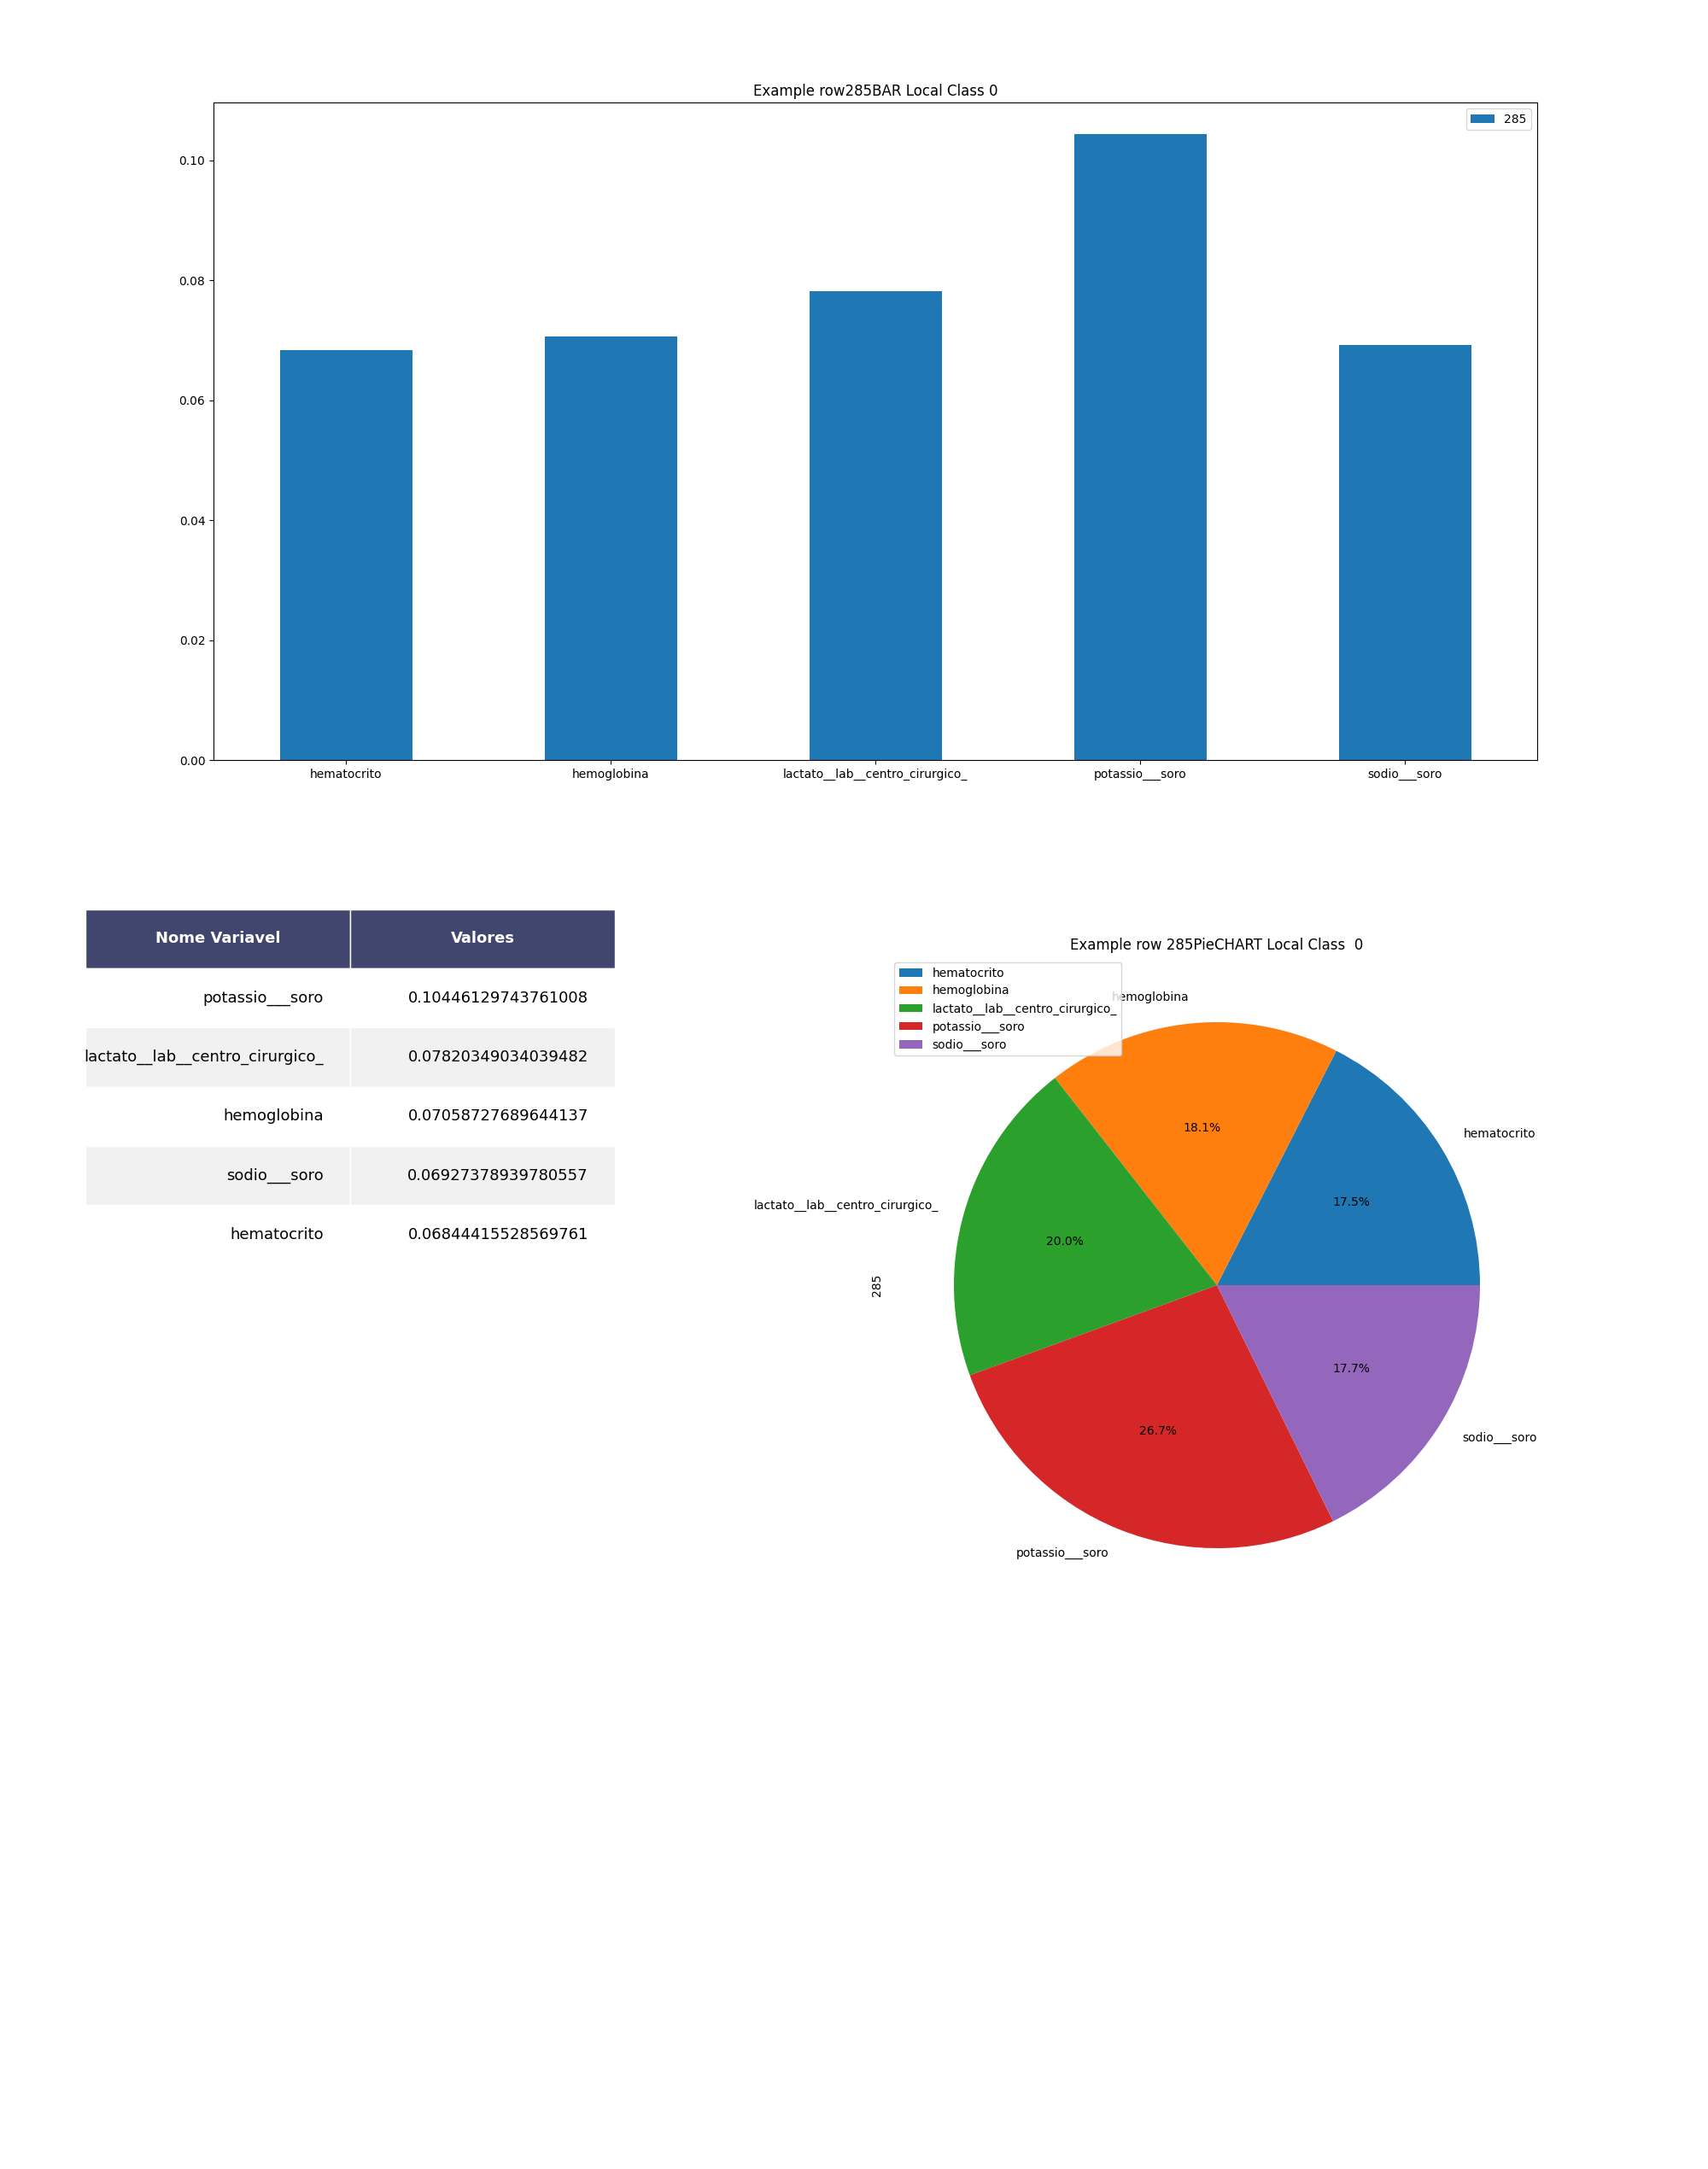 Example row285BAR Local Class 0
285
0.10
0.08
0.06
0.04
0.02
0.00
hematocrito hemoglobina lactato__lab__centro_cirurgico_ potassio___soro sodio___soro
Nome Variavel Valores
potassio___soro 0.10446129743761008
lactato__lab__centro_cirurgico_ 0.07820349034039482
hemoglobina 0.07058727689644137
sodio___soro 0.06927378939780557
hematocrito 0.06844415528569761
Example row 285PieCHART Local Class  0
hematocrito
hemoglobina
lactato__lab__centro_cirurgico_
potassio___soro
sodio___soro
hemoglobina
hematocrito
lactato__lab__centro_cirurgico_
potassio___soro
sodio___soro
18.1%
17.5%
20.0%
26.7%
17.7%
285